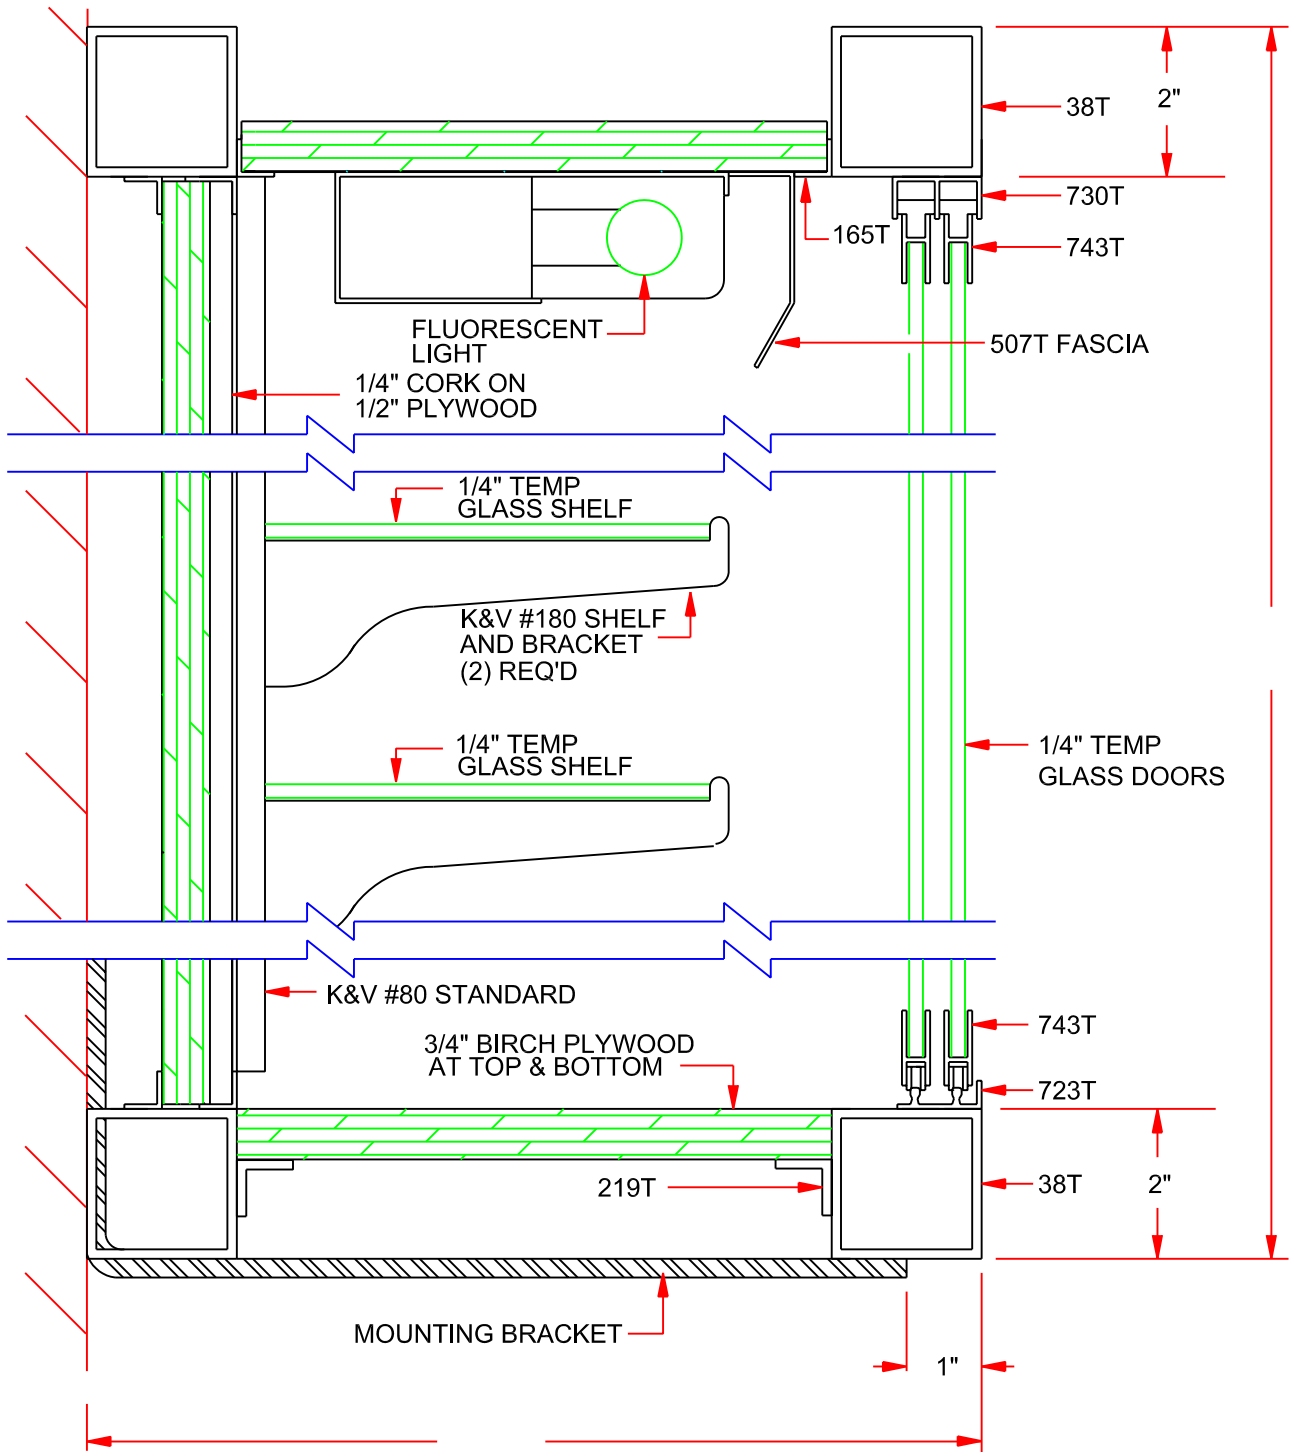 2"
38T
730T
165T
743T
FLUORESCENT
LIGHT
507T FASCIA
1/4" CORK ON
1/2" PLYWOOD
1/4" TEMP
GLASS SHELF
K&V #180 SHELF
AND BRACKET
(2) REQ'D
1/4" TEMP
GLASS SHELF
1/4" TEMP
GLASS DOORS
K&V #80 STANDARD
743T
3/4" BIRCH PLYWOOD
AT TOP & BOTTOM
723T
219T
38T
2"
MOUNTING BRACKET
1"